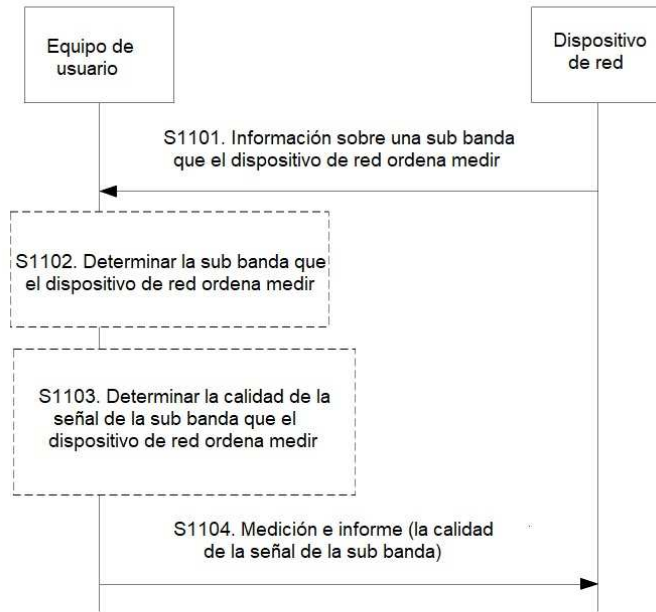 Equipo de
usuario
Dispositivo
de red
S1101. Información sobre una sub banda
que el dispositivo de red ordena medir
S1102. Determinar la sub banda que
el dispositivo de red ordena medir
S1103. Determinar la calidad de la
señal de la sub banda que el
dispositivo de red ordena medir
S1104. Medición e informe (la calidad
de la señal de la sub banda)